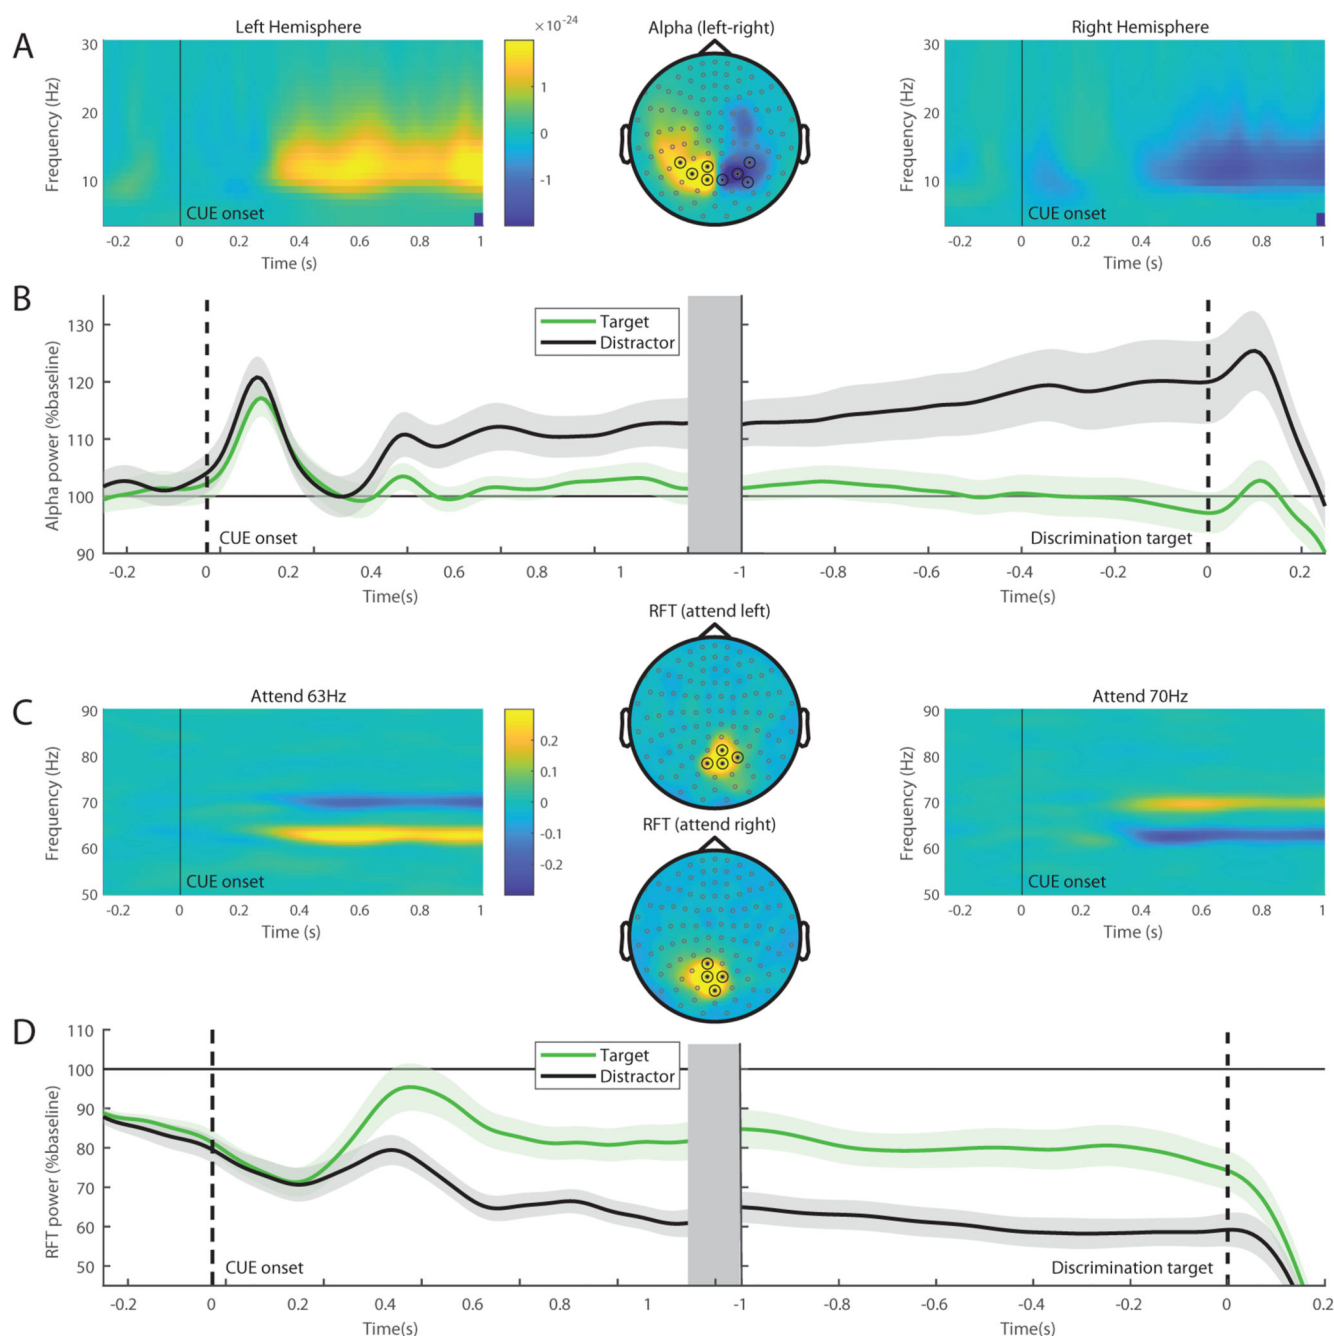 A
Left Hemisphere
×10⁻²⁴
Alpha (left-right)
Right Hemisphere
Frequency (Hz)
30
20
10
CUE onset
-0.2 0 0.2 0.4 0.6 0.8 1
Time (s)
1
0
-1
Frequency (Hz)
30
20
10
CUE onset
-0.2 0 0.2 0.4 0.6 0.8 1
Time (s)
B
Alpha power (%baseline)
130
120
110
100
90
Target
Distractor
CUE onset
Discrimination target
-0.2 0 0.2 0.4 0.6 0.8 1 -1 -0.8 -0.6 -0.4 -0.2 0 0.2
Time(s) Time(s)
RFT (attend left)
C
Attend 63Hz
Attend 70Hz
Frequency (Hz)
90
80
70
60
50
CUE onset
-0.2 0 0.2 0.4 0.6 0.8 1
Time (s)
0.2
0.1
0
-0.1
-0.2
RFT (attend right)
Frequency (Hz)
90
80
70
60
50
CUE onset
-0.2 0 0.2 0.4 0.6 0.8 1
Time (s)
D
RFT power (%baseline)
110
100
90
80
70
60
50
Target
Distractor
CUE onset
Discrimination target
-0.2 0 0.2 0.4 0.6 0.8 1 -1 -0.8 -0.6 -0.4 -0.2 0 0.2
Time(s) Time(s)